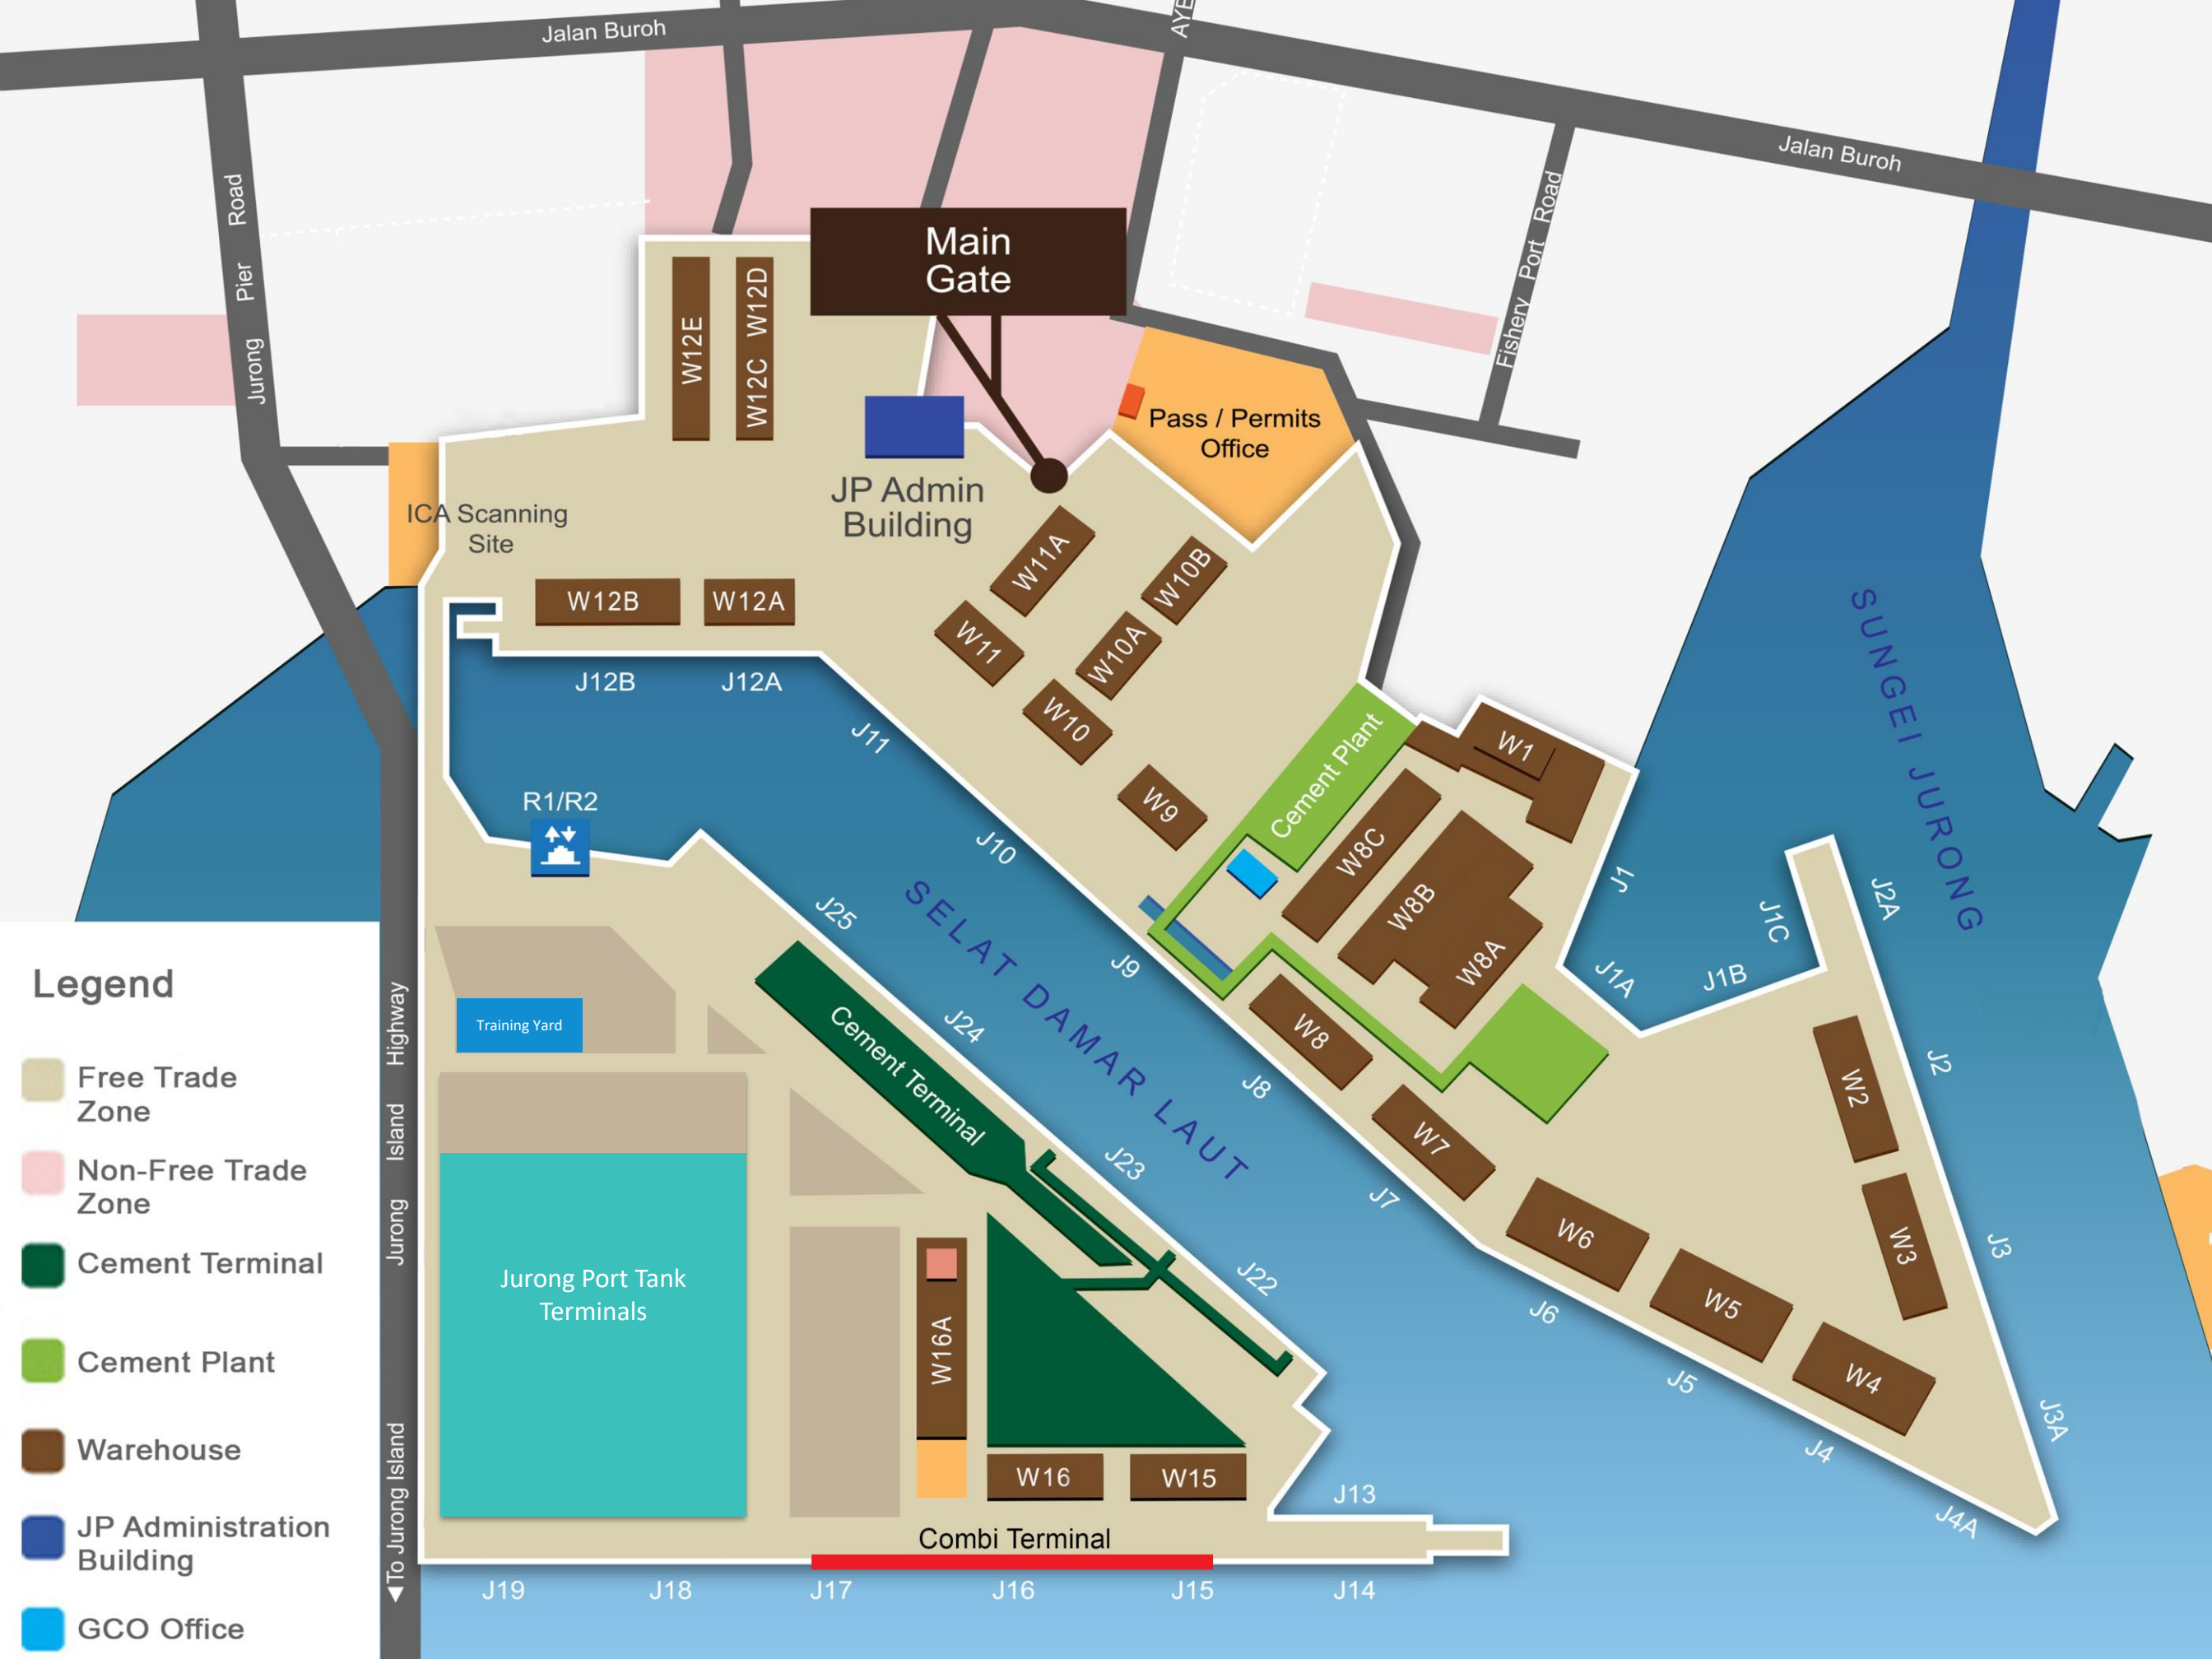 Jalan Buroh
AYE
Jalan Buroh
Jurong Pier Road
Fishery Port Road
Main
Gate
W12E
W12C W12D
Pass / Permits
Office
JP Admin
Building
ICA Scanning
Site
W12B
W12A
W11A
W10B
W11
W10A
W10
W9
J12B
J12A
J11
J10
J9
R1/R2
Cement Plant
W1
W8C
W8B
W8A
W8
W7
W6
W5
W4
W2
W3
J1
J1A
J1B
J1C
J2A
J2
J3
J3A
J4A
J4
J5
J6
J7
J8
SUNGEI JURONG
SELAT DAMAR LAUT
J25
J24
J23
J22
Cement Terminal
Training Yard
Jurong Port Tank
Terminals
W16A
W16
W15
J13
Combi Terminal
J19
J18
J17
J16
J15
J14
Jurong Island Highway
◀To Jurong Island
Legend
Free Trade
Zone
Non-Free Trade
Zone
Cement Terminal
Cement Plant
Warehouse
JP Administration
Building
GCO Office